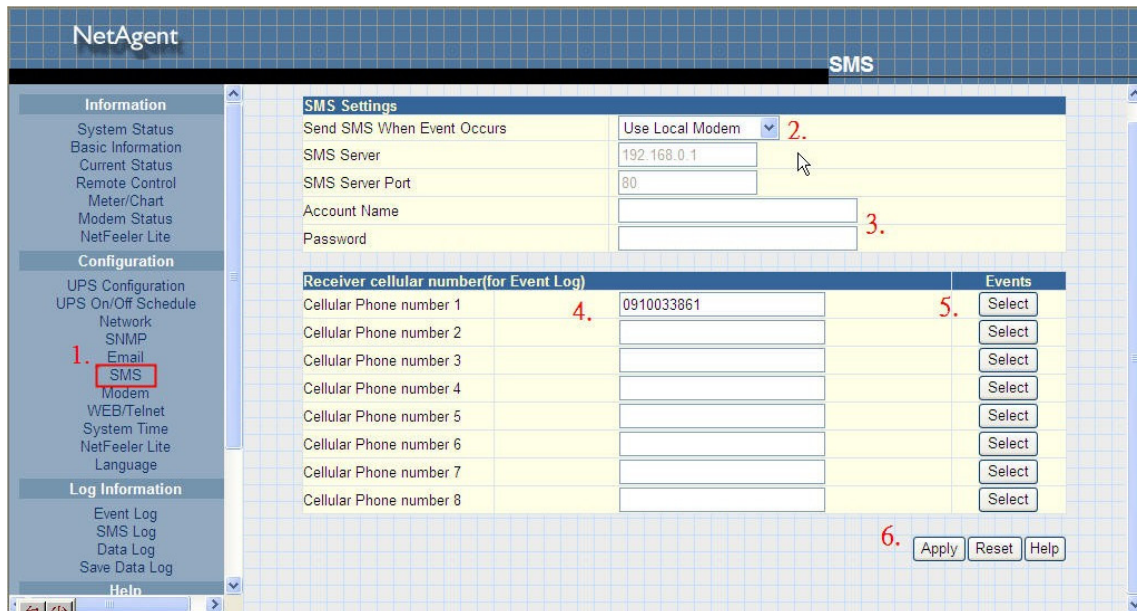 NetAgent
SMS
Information
System Status
Basic Information
Current Status
Remote Control
Meter/Chart
Modem Status
NetFeeler Lite
Configuration
UPS Configuration
UPS On/Off Schedule
Network
SNMP
1. Email
SMS
Modem
WEB/Telnet
System Time
NetFeeler Lite
Language
Log Information
Event Log
SMS Log
Data Log
Save Data Log
Help
SMS Settings
Send SMS When Event Occurs Use Local Modem 2.
SMS Server 192.168.0.1
SMS Server Port 80
Account Name
3.
Password
Receiver cellular number(for Event Log) Events
Cellular Phone number 1 4. 0910033861 5. Select
Cellular Phone number 2 Select
Cellular Phone number 3 Select
Cellular Phone number 4 Select
Cellular Phone number 5 Select
Cellular Phone number 6 Select
Cellular Phone number 7 Select
Cellular Phone number 8 Select
6. Apply Reset Help